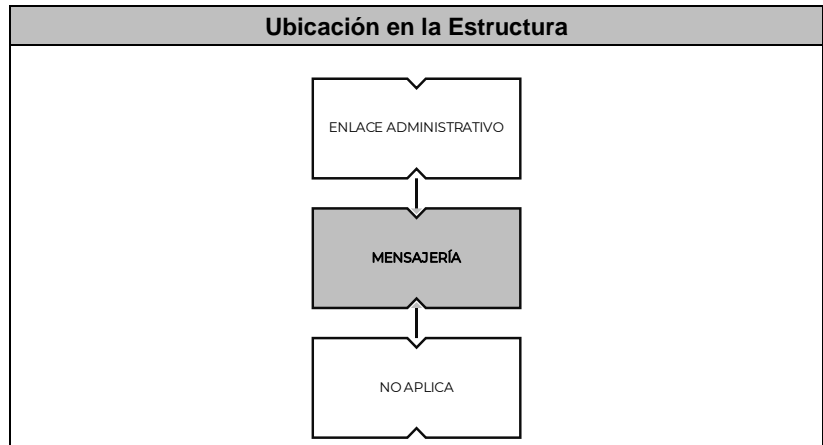 Ubicación en la Estructura
ENLACE ADMINISTRATIVO
MENSAJERÍA
NO APLICA